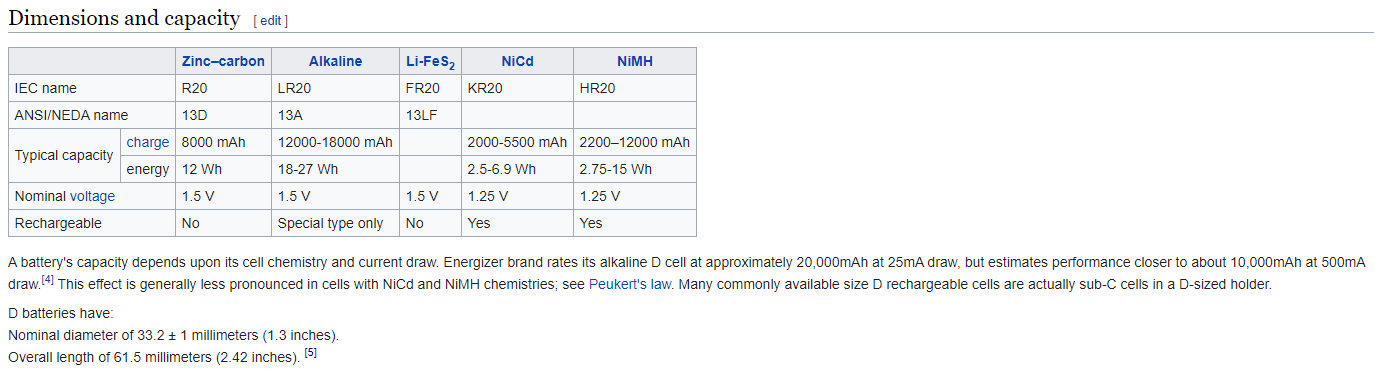 Dimensions and capacity [ edit ]
Zinc–carbon Alkaline Li-FeS2 NiCd NiMH
IEC name R20 LR20 FR20 KR20 HR20
ANSI/NEDA name 13D 13A 13LF
Typical capacity charge 8000 mAh 12000-18000 mAh 2000-5500 mAh 2200–12000 mAh
energy 12 Wh 18-27 Wh 2.5-6.9 Wh 2.75-15 Wh
Nominal voltage 1.5 V 1.5 V 1.5 V 1.25 V 1.25 V
Rechargeable No Special type only No Yes Yes
A battery's capacity depends upon its cell chemistry and current draw. Energizer brand rates its alkaline D cell at approximately 20,000mAh at 25mA draw, but estimates performance closer to about 10,000mAh at 500mA
draw.[4] This effect is generally less pronounced in cells with NiCd and NiMH chemistries; see Peukert's law. Many commonly available size D rechargeable cells are actually sub-C cells in a D-sized holder.
D batteries have:
Nominal diameter of 33.2 ± 1 millimeters (1.3 inches).
Overall length of 61.5 millimeters (2.42 inches). [5]